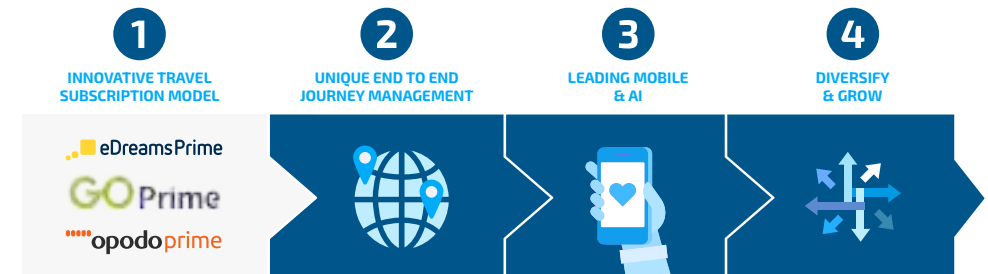 1
INNOVATIVE TRAVEL
SUBSCRIPTION MODEL
eDreamsPrime
GO Prime
opodo prime
2
UNIQUE END TO END
JOURNEY MANAGEMENT
3
LEADING MOBILE
& AI
4
DIVERSIFY
& GROW